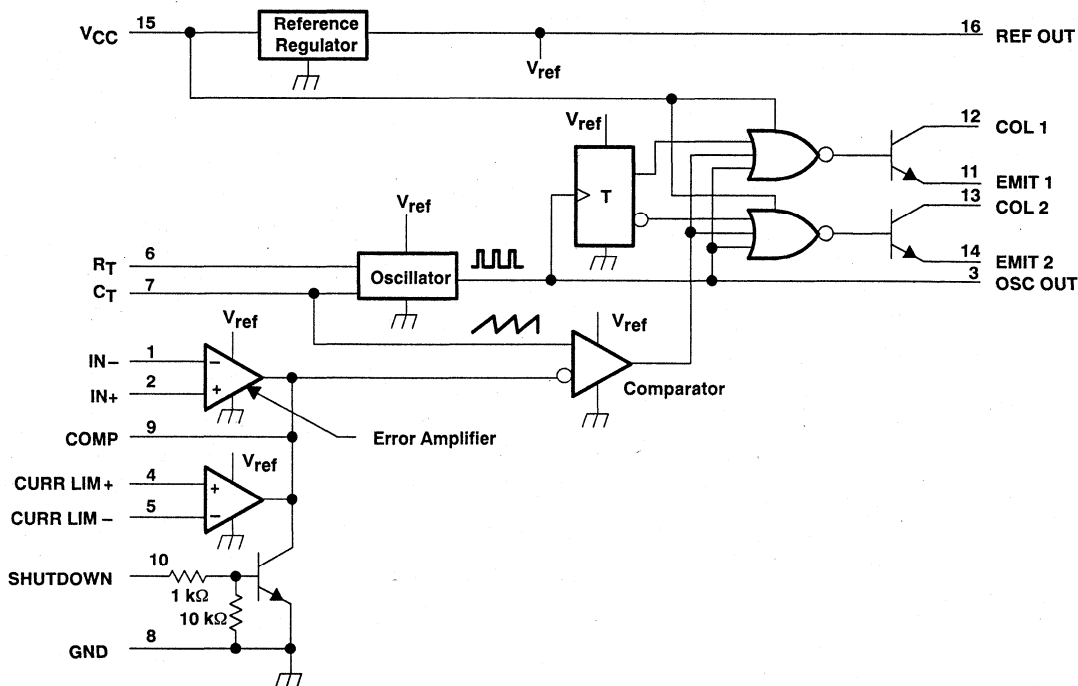 VCC 15 Reference Regulator 16 REF OUT
Vref
12 COL 1
Vref
T
11 EMIT 1
13 COL 2
Vref
RT 6 Oscillator 14 EMIT 2
CT 7 3 OSC OUT
Vref
Vref
IN− 1 −
IN+ 2 +
Comparator
COMP 9 Error Amplifier
Vref
CURR LIM + 4 +
CURR LIM − 5 −
SHUTDOWN 10
1 kΩ
10 kΩ
GND 8